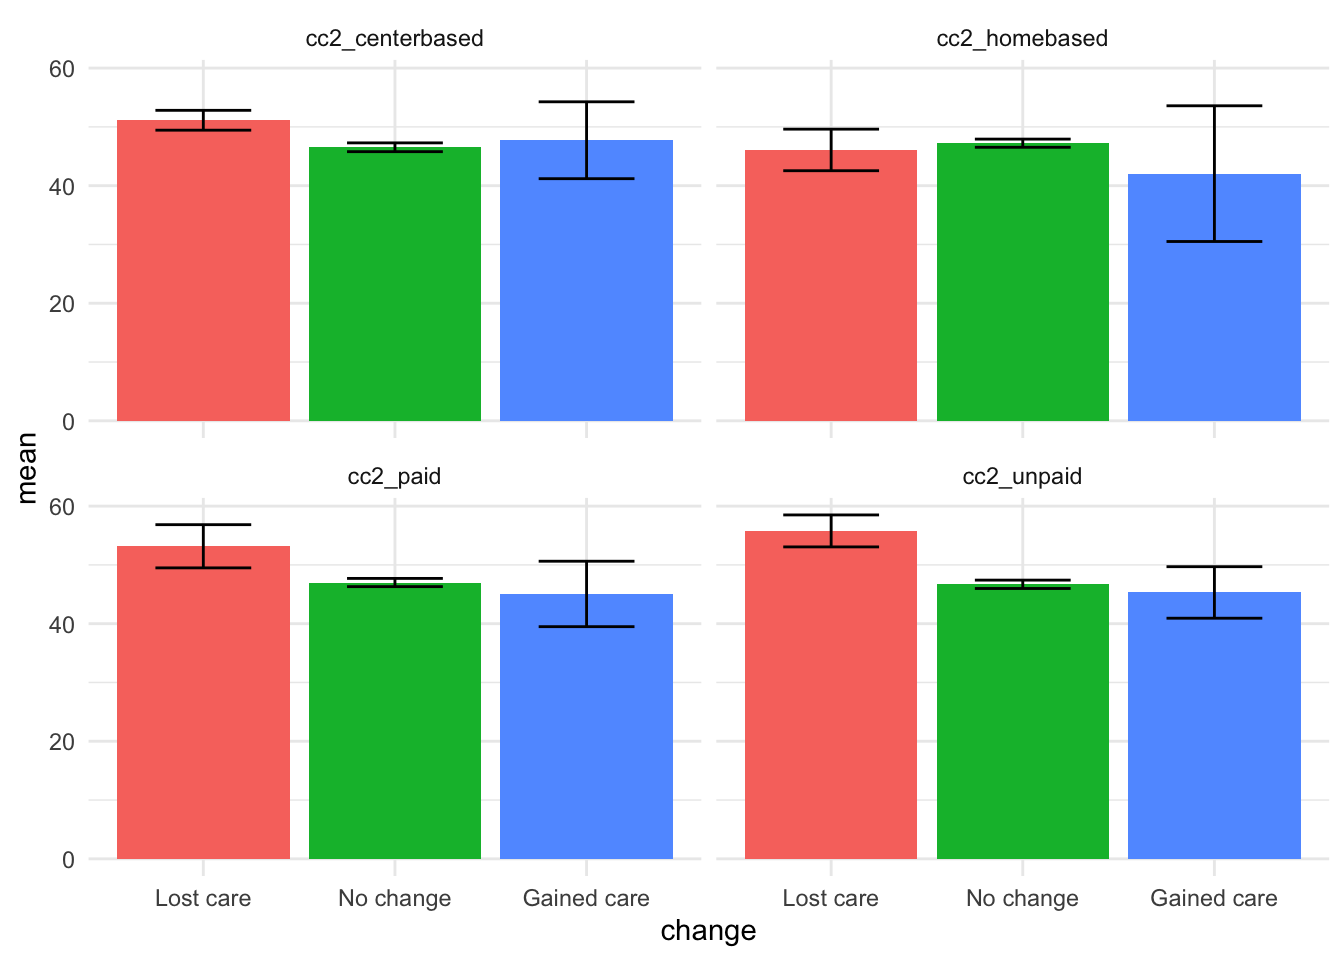 cc2_centerbased
cc2_homebased
60
40
20
0
cc2_paid
cc2_unpaid
60
40
20
0
mean
Lost care No change Gained care Lost care No change Gained care
change